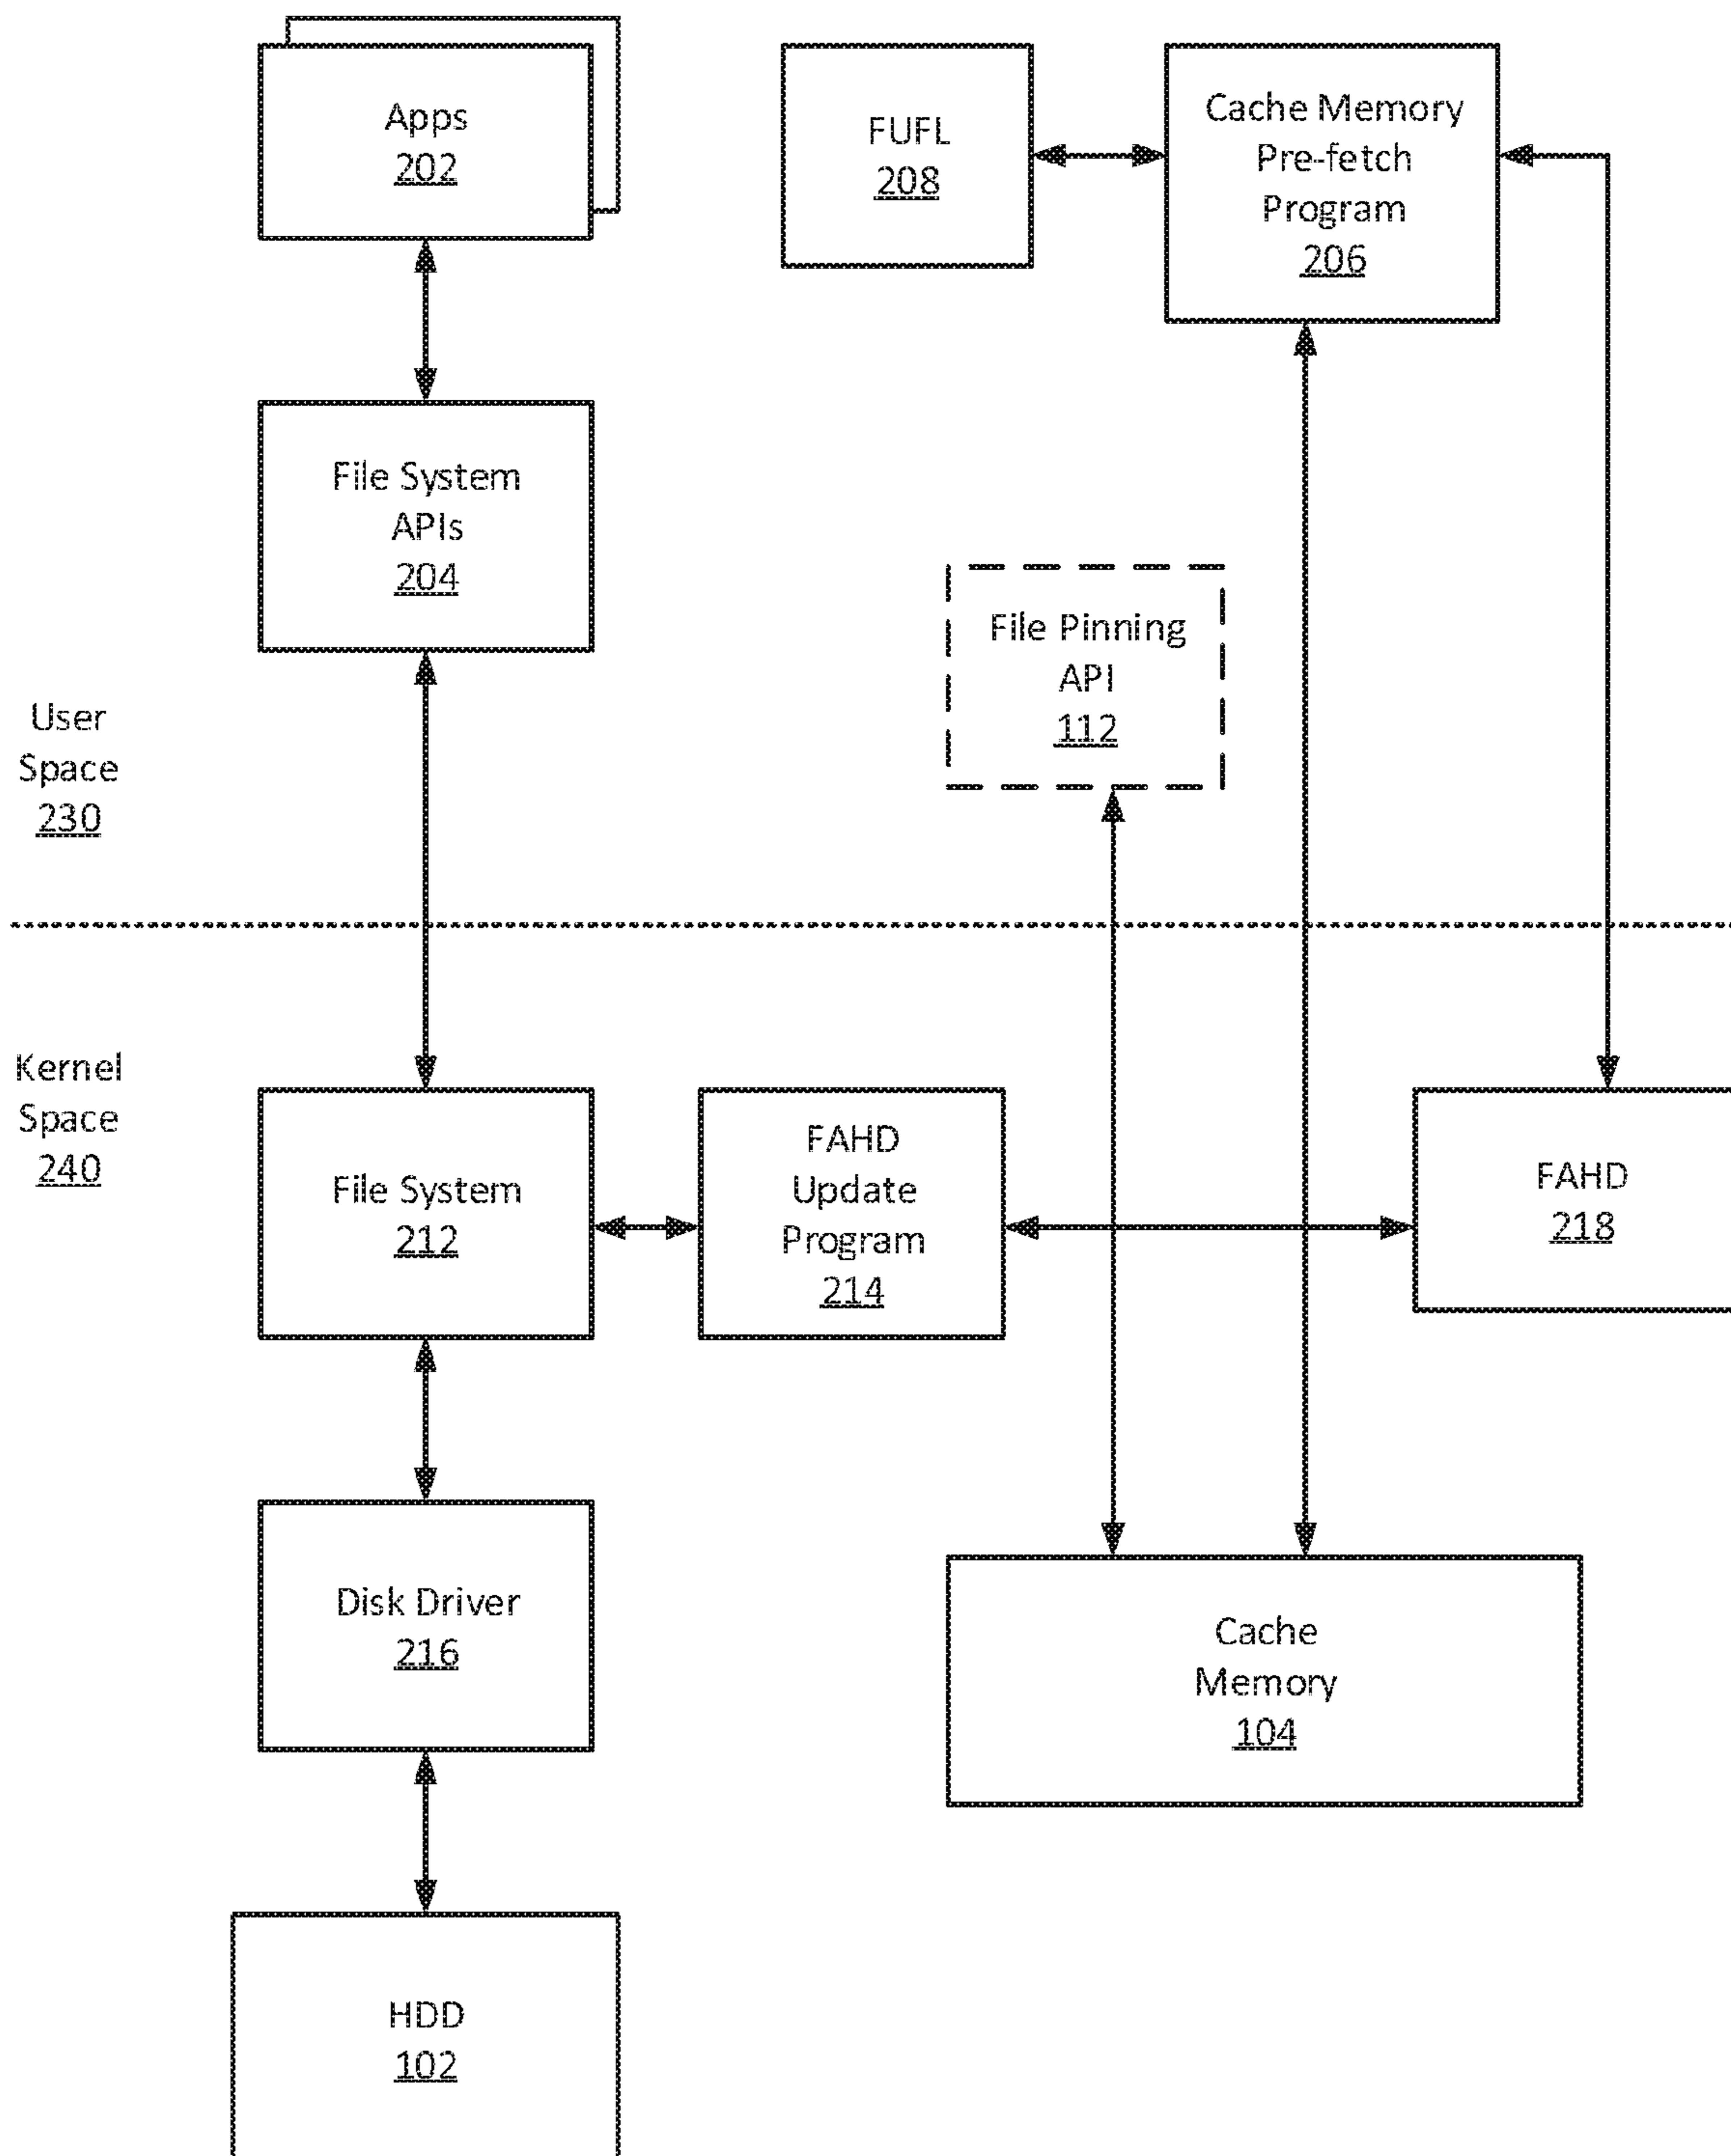 Apps
202
FUFL
208
Cache Memory
Pre-fetch
Program
206
File System
APIs
204
File Pinning
API
112
User
Space
230
Kernel
Space
240
File System
212
FAHD
Update
Program
214
FAHD
218
Disk Driver
216
Cache
Memory
104
HDD
102